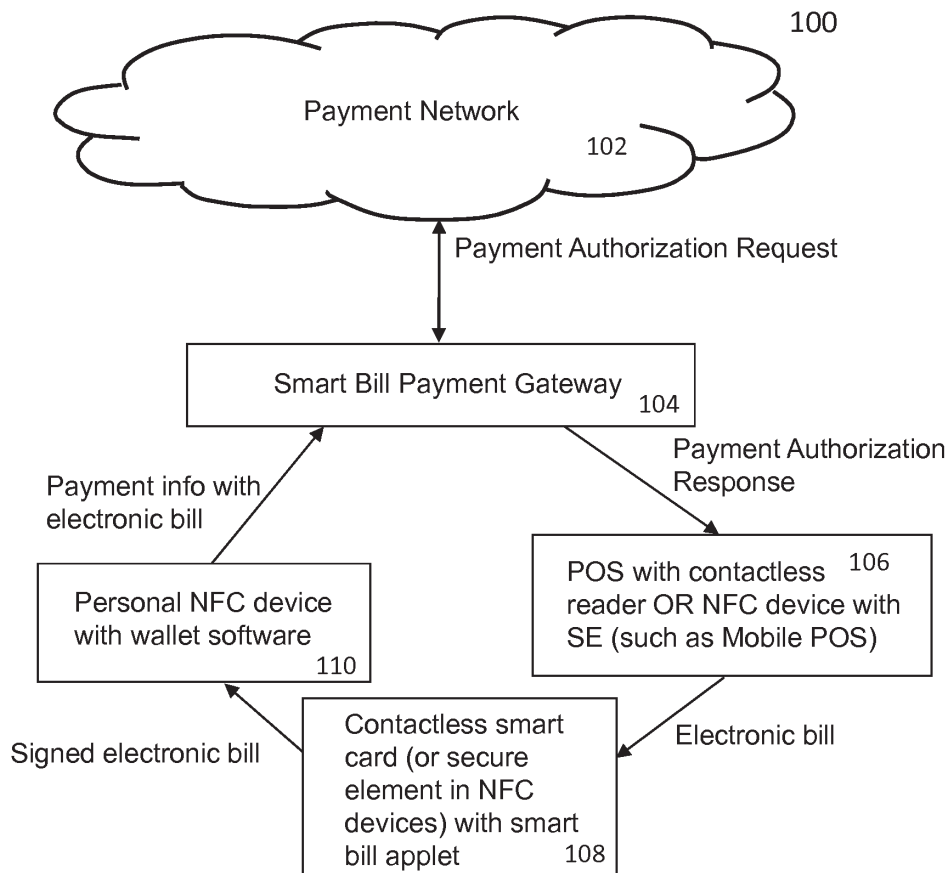 100
Payment Network
102
Payment Authorization Request
Smart Bill Payment Gateway
104
Payment Authorization
Response
Payment info with
electronic bill
106
POS with contactless
reader OR NFC device with
SE (such as Mobile POS)
Personal NFC device
with wallet software
110
Electronic bill
Signed electronic bill
Contactless smart
card (or secure
element in NFC
devices) with smart
bill applet
108